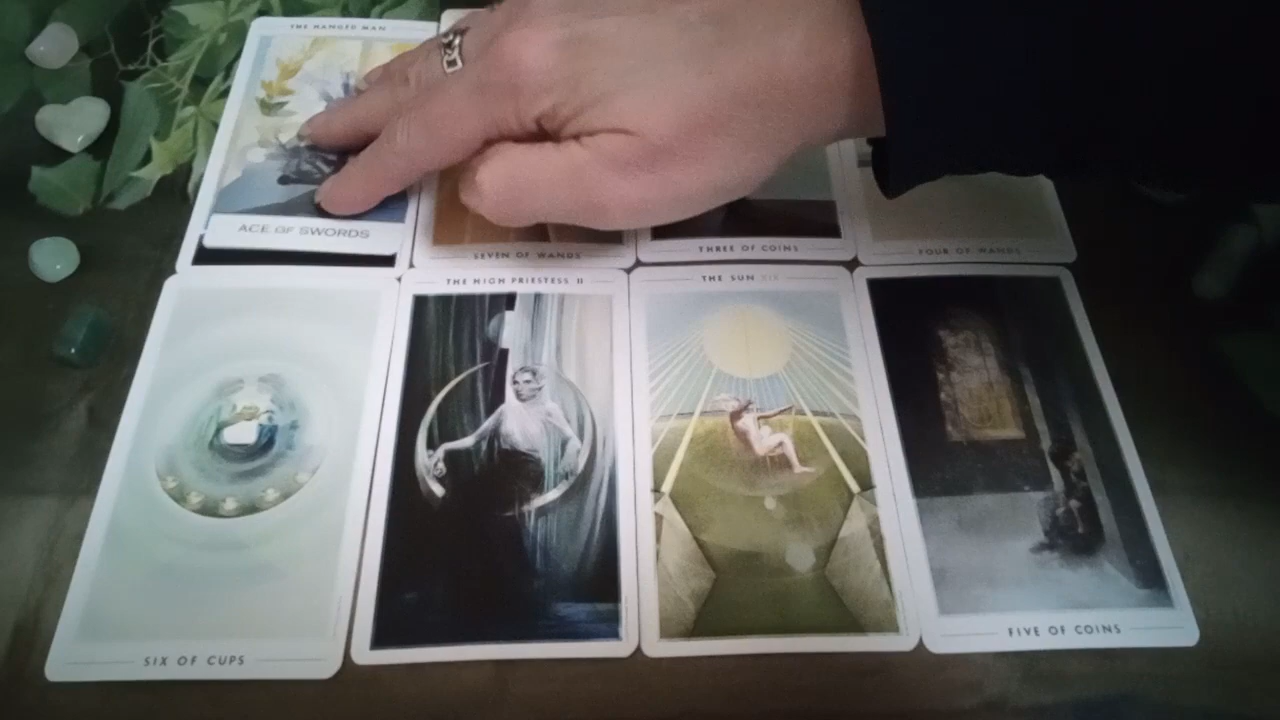 THE HANGED MAN
ACE OF SWORDS
SEVEN OF WANDS
THREE OF COINS
FOUR OF WANDS
THE HIGH PRIESTESS II
THE SUN XIX
SIX OF CUPS
FIVE OF COINS